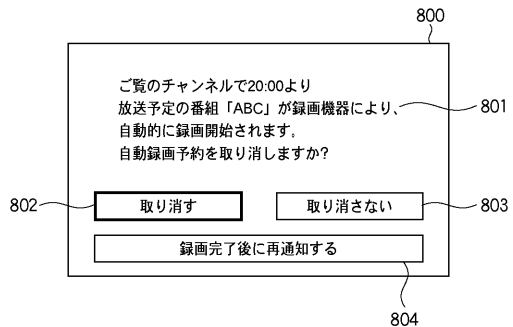 800
ご覧のチャンネルで20:00より
放送予定の番組「ABC」が録画機器により、
801
自動的に録画開始されます。
自動録画予約を取り消しますか?
802
取り消す
取り消さない
803
録画完了後に再通知する
804